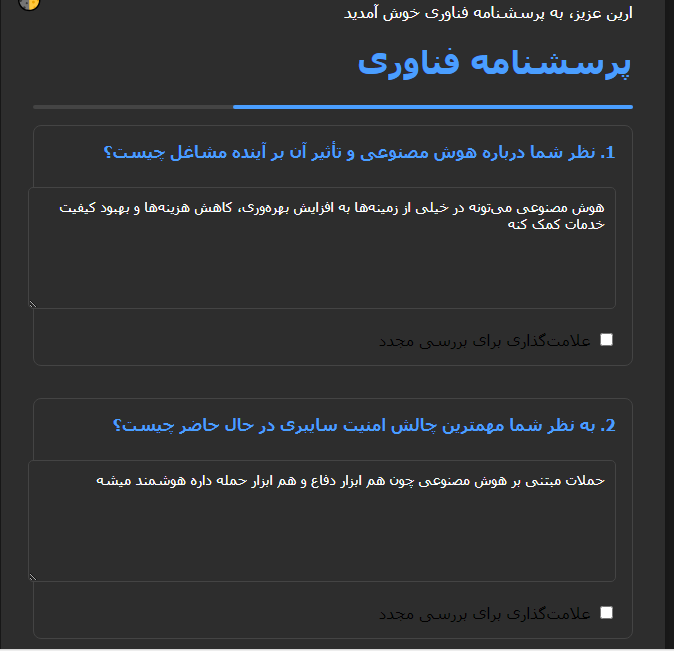 آرین عزیز، به پرسشنامه فناوری خوش آمدید
پرسشنامه فناوری
1. نظر شما درباره هوش مصنوعی و تأثیر آن بر آینده مشاغل چیست؟
هوش مصنوعی می‌تونه در خیلی از زمینه‌ها به افزایش بهره‌وری، کاهش هزینه‌ها و بهبود کیفیت
خدمات کمک کنه
علامت‌گذاری برای بررسی مجدد
2. به نظر شما مهمترین چالش امنیت سایبری در حال حاضر چیست؟
حملات مبتنی بر هوش مصنوعی چون هم ابزار دفاع و هم ابزار حمله داره هوشمند میشه
علامت‌گذاری برای بررسی مجدد